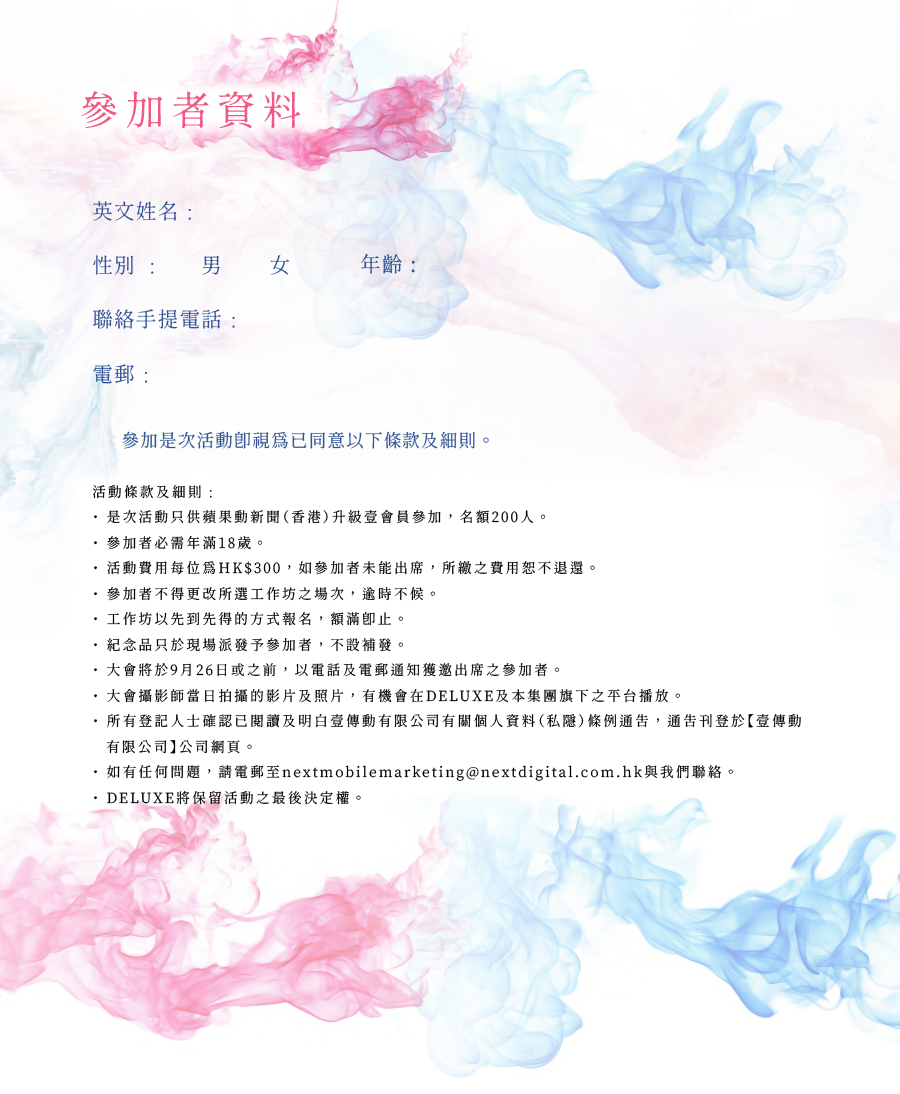 參加者資料
英文姓名：
性別 ： 男 女 年齡：
聯絡手提電話：
電郵：
參加是次活動即視為已同意以下條款及細則。
活動條款及細則：
・是次活動只供蘋果動新聞(香港)升級壹會員參加，名額200人。
・參加者必需年滿18歲。
・活動費用每位為HK$300，如參加者未能出席，所繳之費用恕不退還。
・參加者不得更改所選工作坊之場次，逾時不候。
・工作坊以先到先得的方式報名，額滿即止。
・紀念品只於現場派發予參加者，不設補發。
・大會將於9月26日或之前，以電話及電郵通知獲邀出席之參加者。
・大會攝影師當日拍攝的影片及照片，有機會在DELUXE及本集團旗下之平台播放。
・所有登記人士確認已閱讀及明白壹傳動有限公司有關個人資料(私隱)條例通告，通告刊登於【壹傳動
有限公司】公司網頁。
・如有任何問題，請電郵至nextmobilemarketing@nextdigital.com.hk與我們聯絡。
・DELUXE將保留活動之最後決定權。